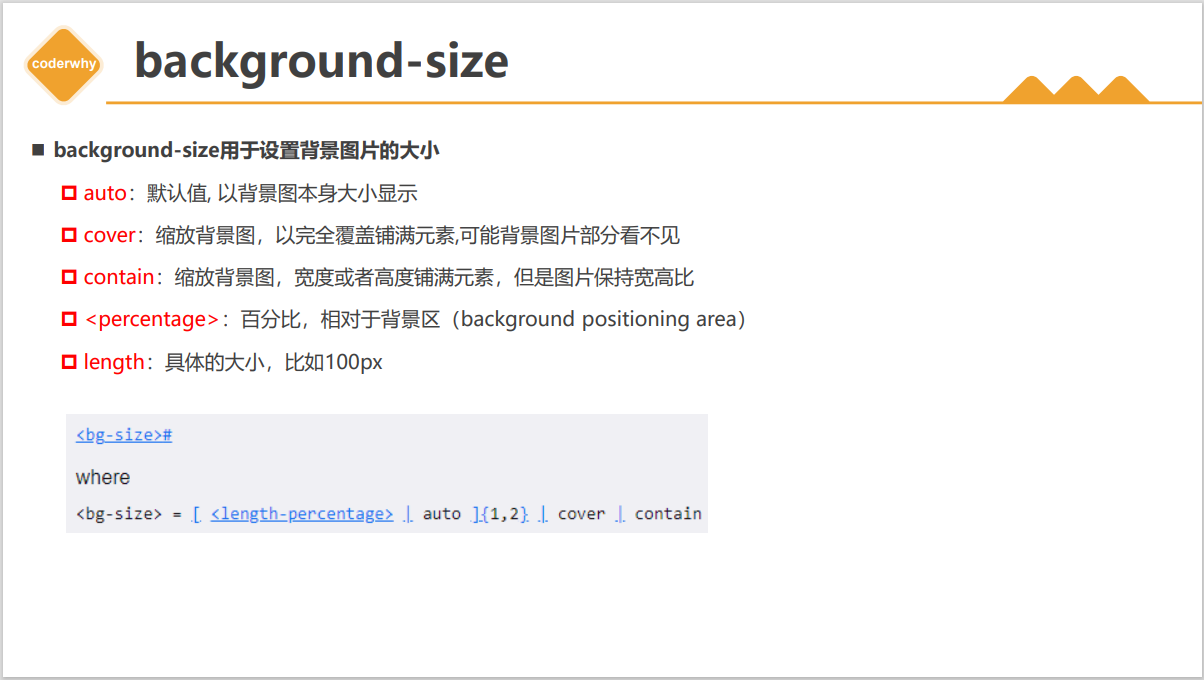 coderwhy
background-size
background-size用于设置背景图片的大小
auto：默认值, 以背景图本身大小显示
cover：缩放背景图，以完全覆盖铺满元素,可能背景图片部分看不见
contain：缩放背景图，宽度或者高度铺满元素，但是图片保持宽高比
<percentage>：百分比，相对于背景区（background positioning area）
length：具体的大小，比如100px
<bg-size>#
where
<bg-size> = [ <length-percentage> | auto ]{1,2} | cover | contain